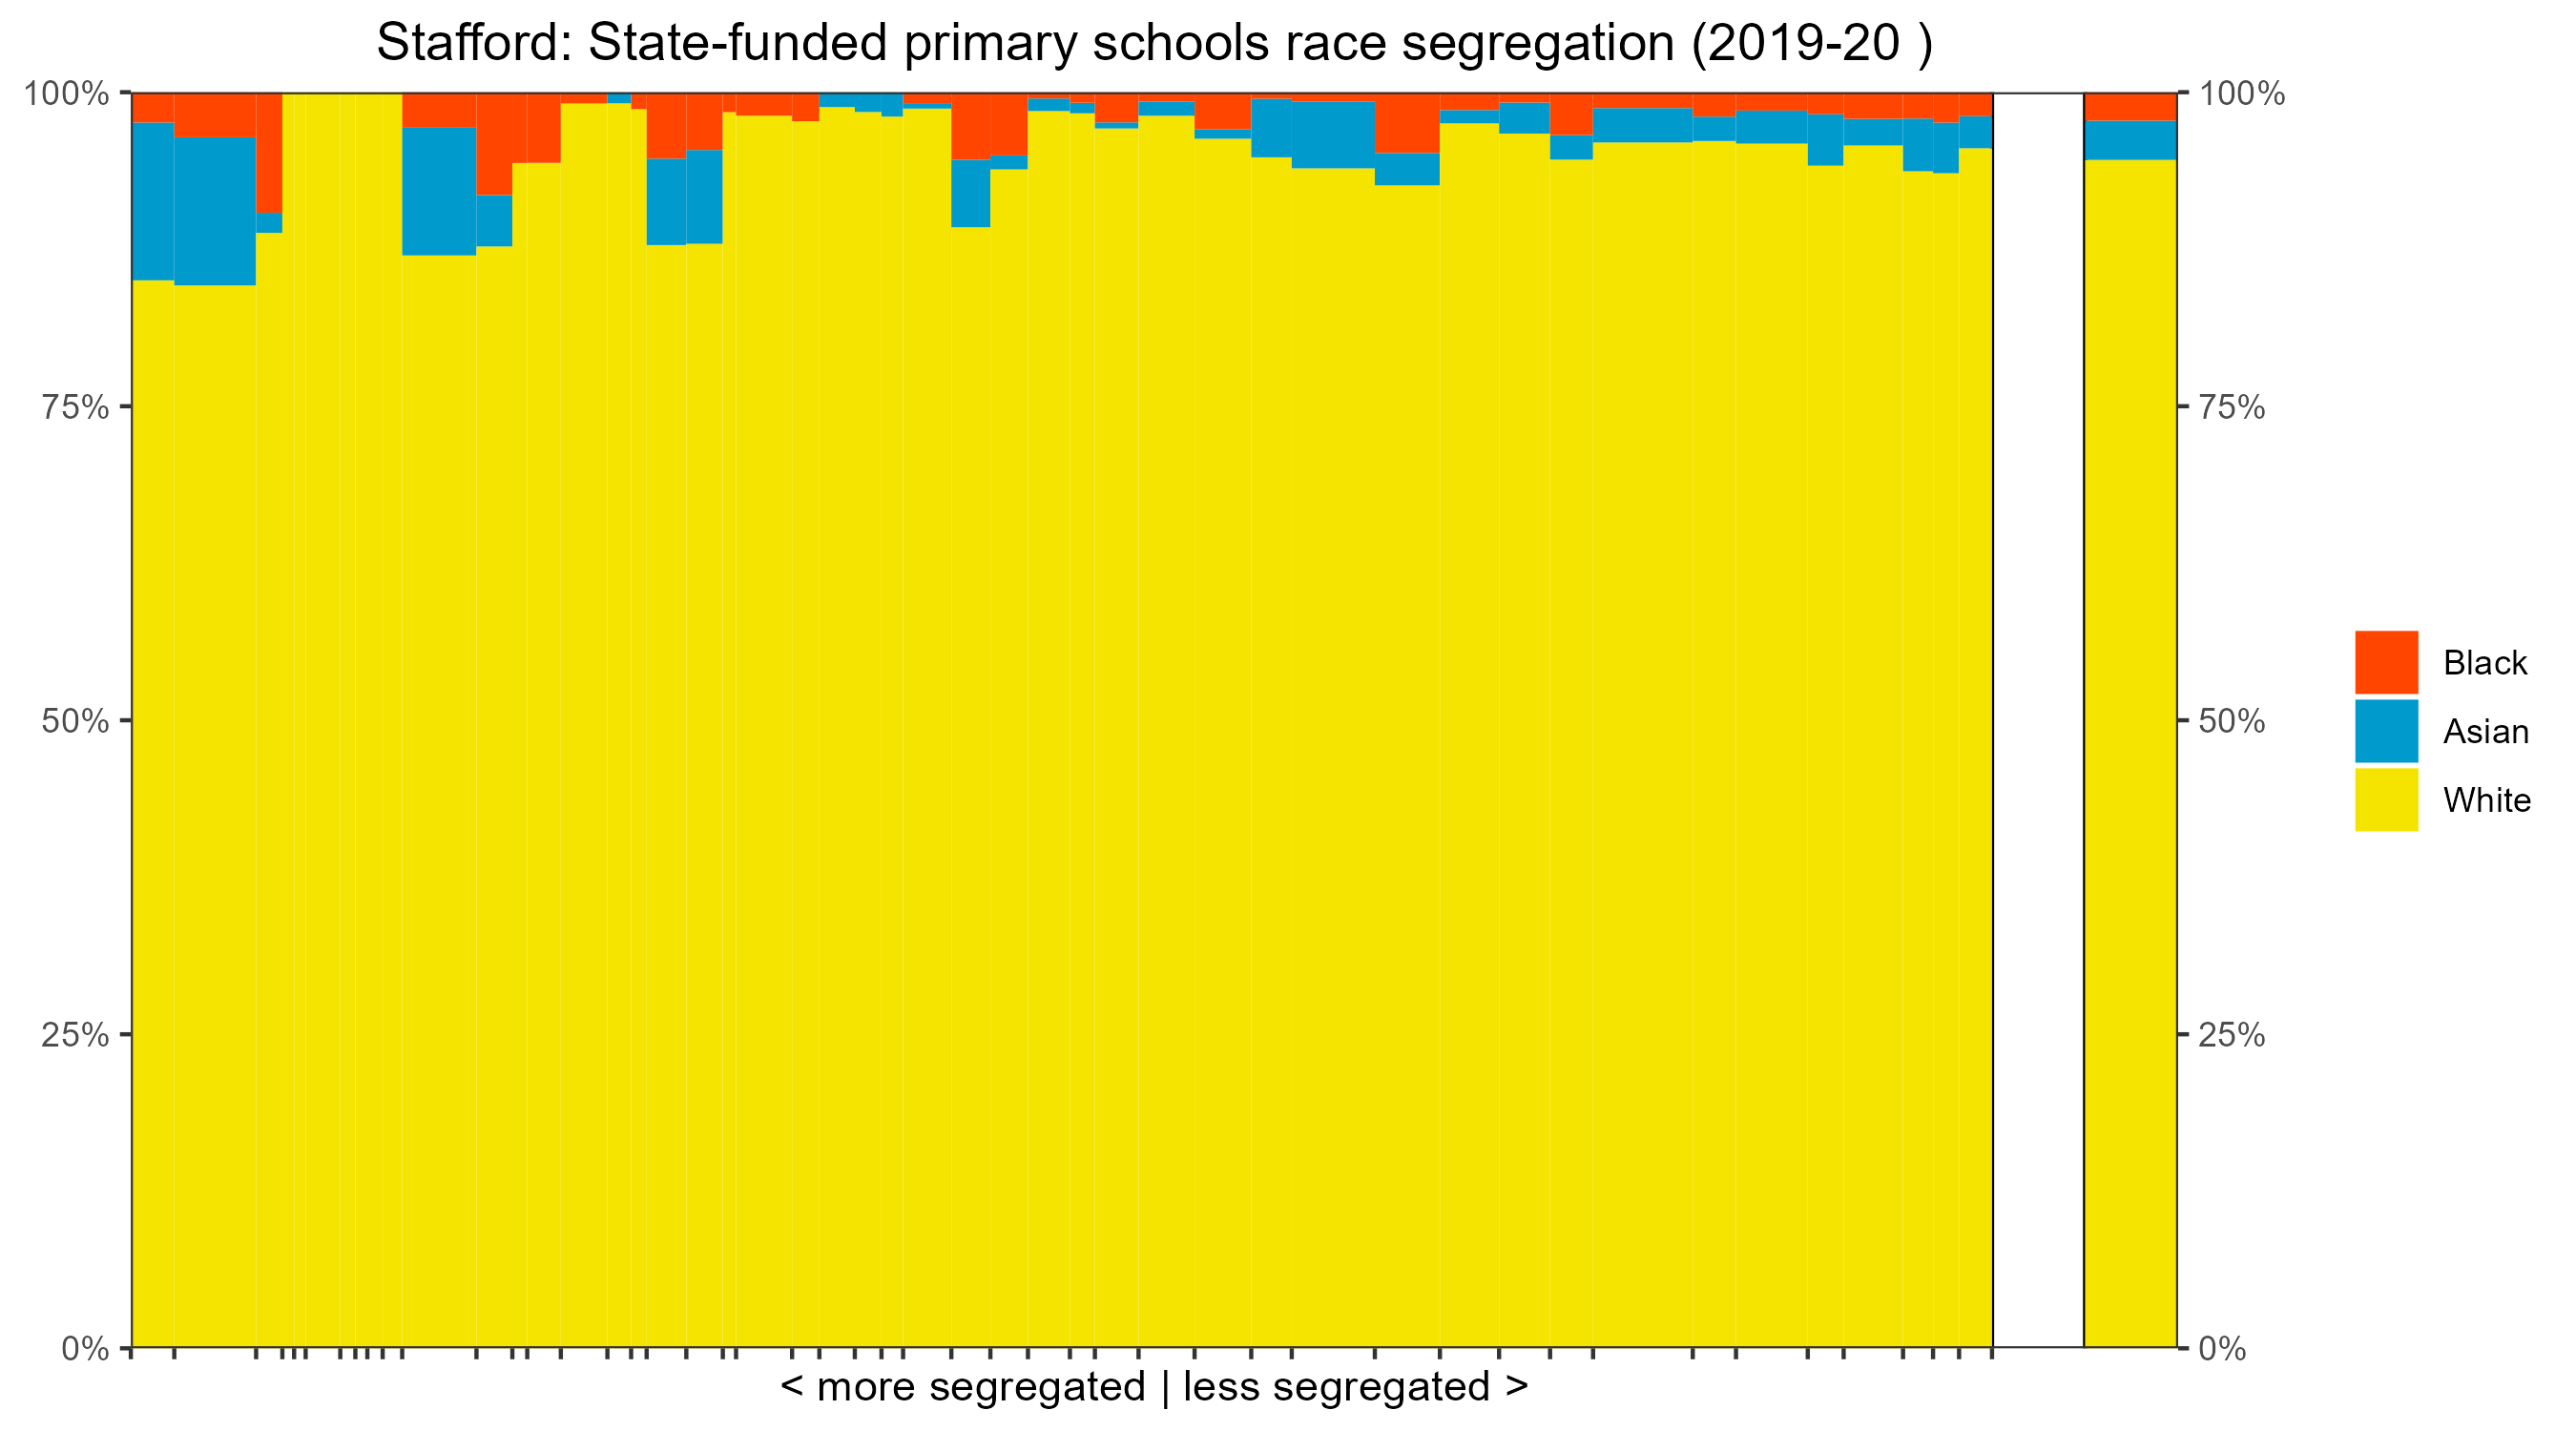 Stafford: State-funded primary schools race segregation (2019-20 )
100%
75%
50%
25%
0%
100%
75%
50%
25%
0%
Black
Asian
White
< more segregated | less segregated >